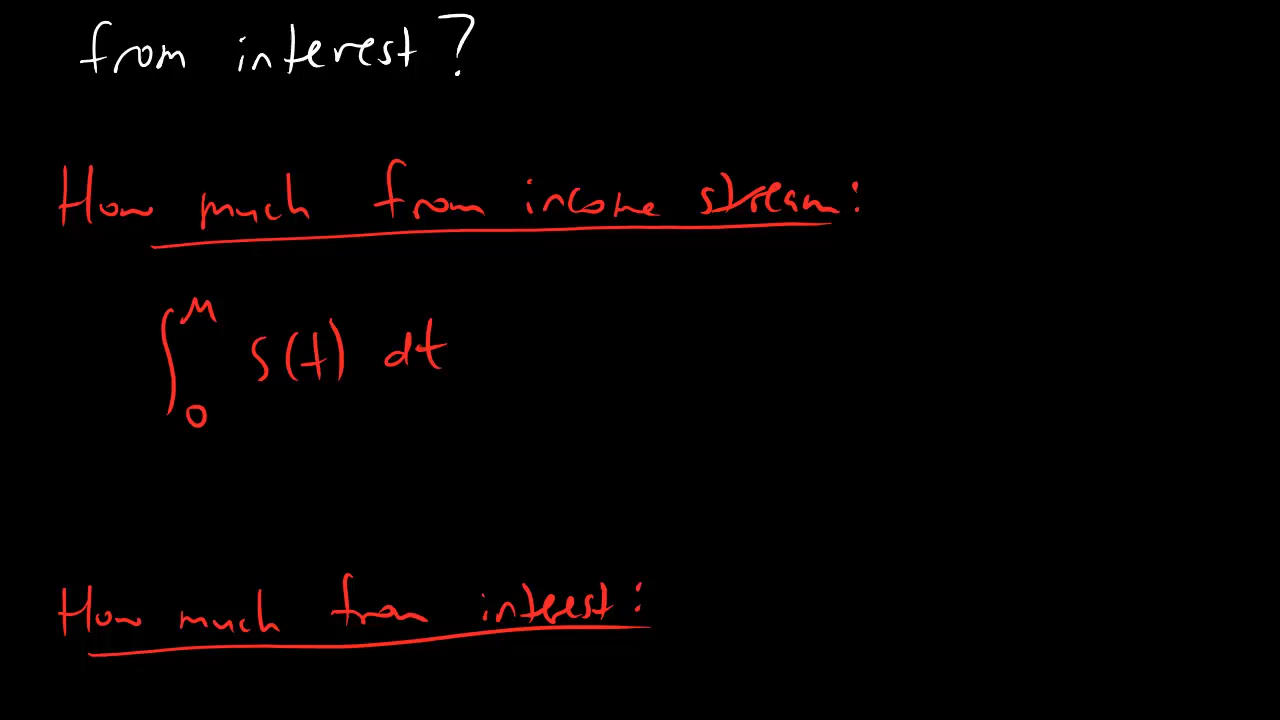 from interest?
How much from income stream:
∫₀ᴹ S(t) dt
How much from interest: